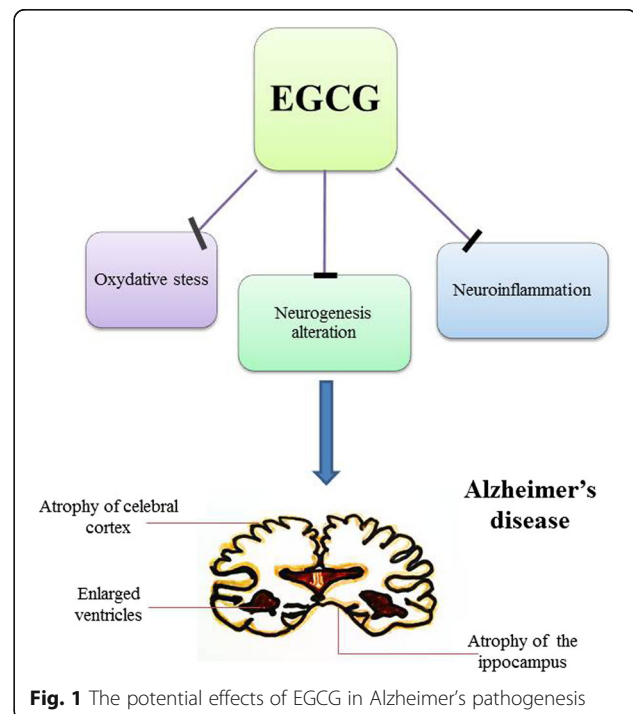 EGCG
Oxydative stess
Neurogenesis
alteration
Neuroinflammation
Alzheimer's
disease
Atrophy of celebral
cortex
Enlarged
ventricles
Atrophy of the
ippocampus
Fig. 1 The potential effects of EGCG in Alzheimer's pathogenesis